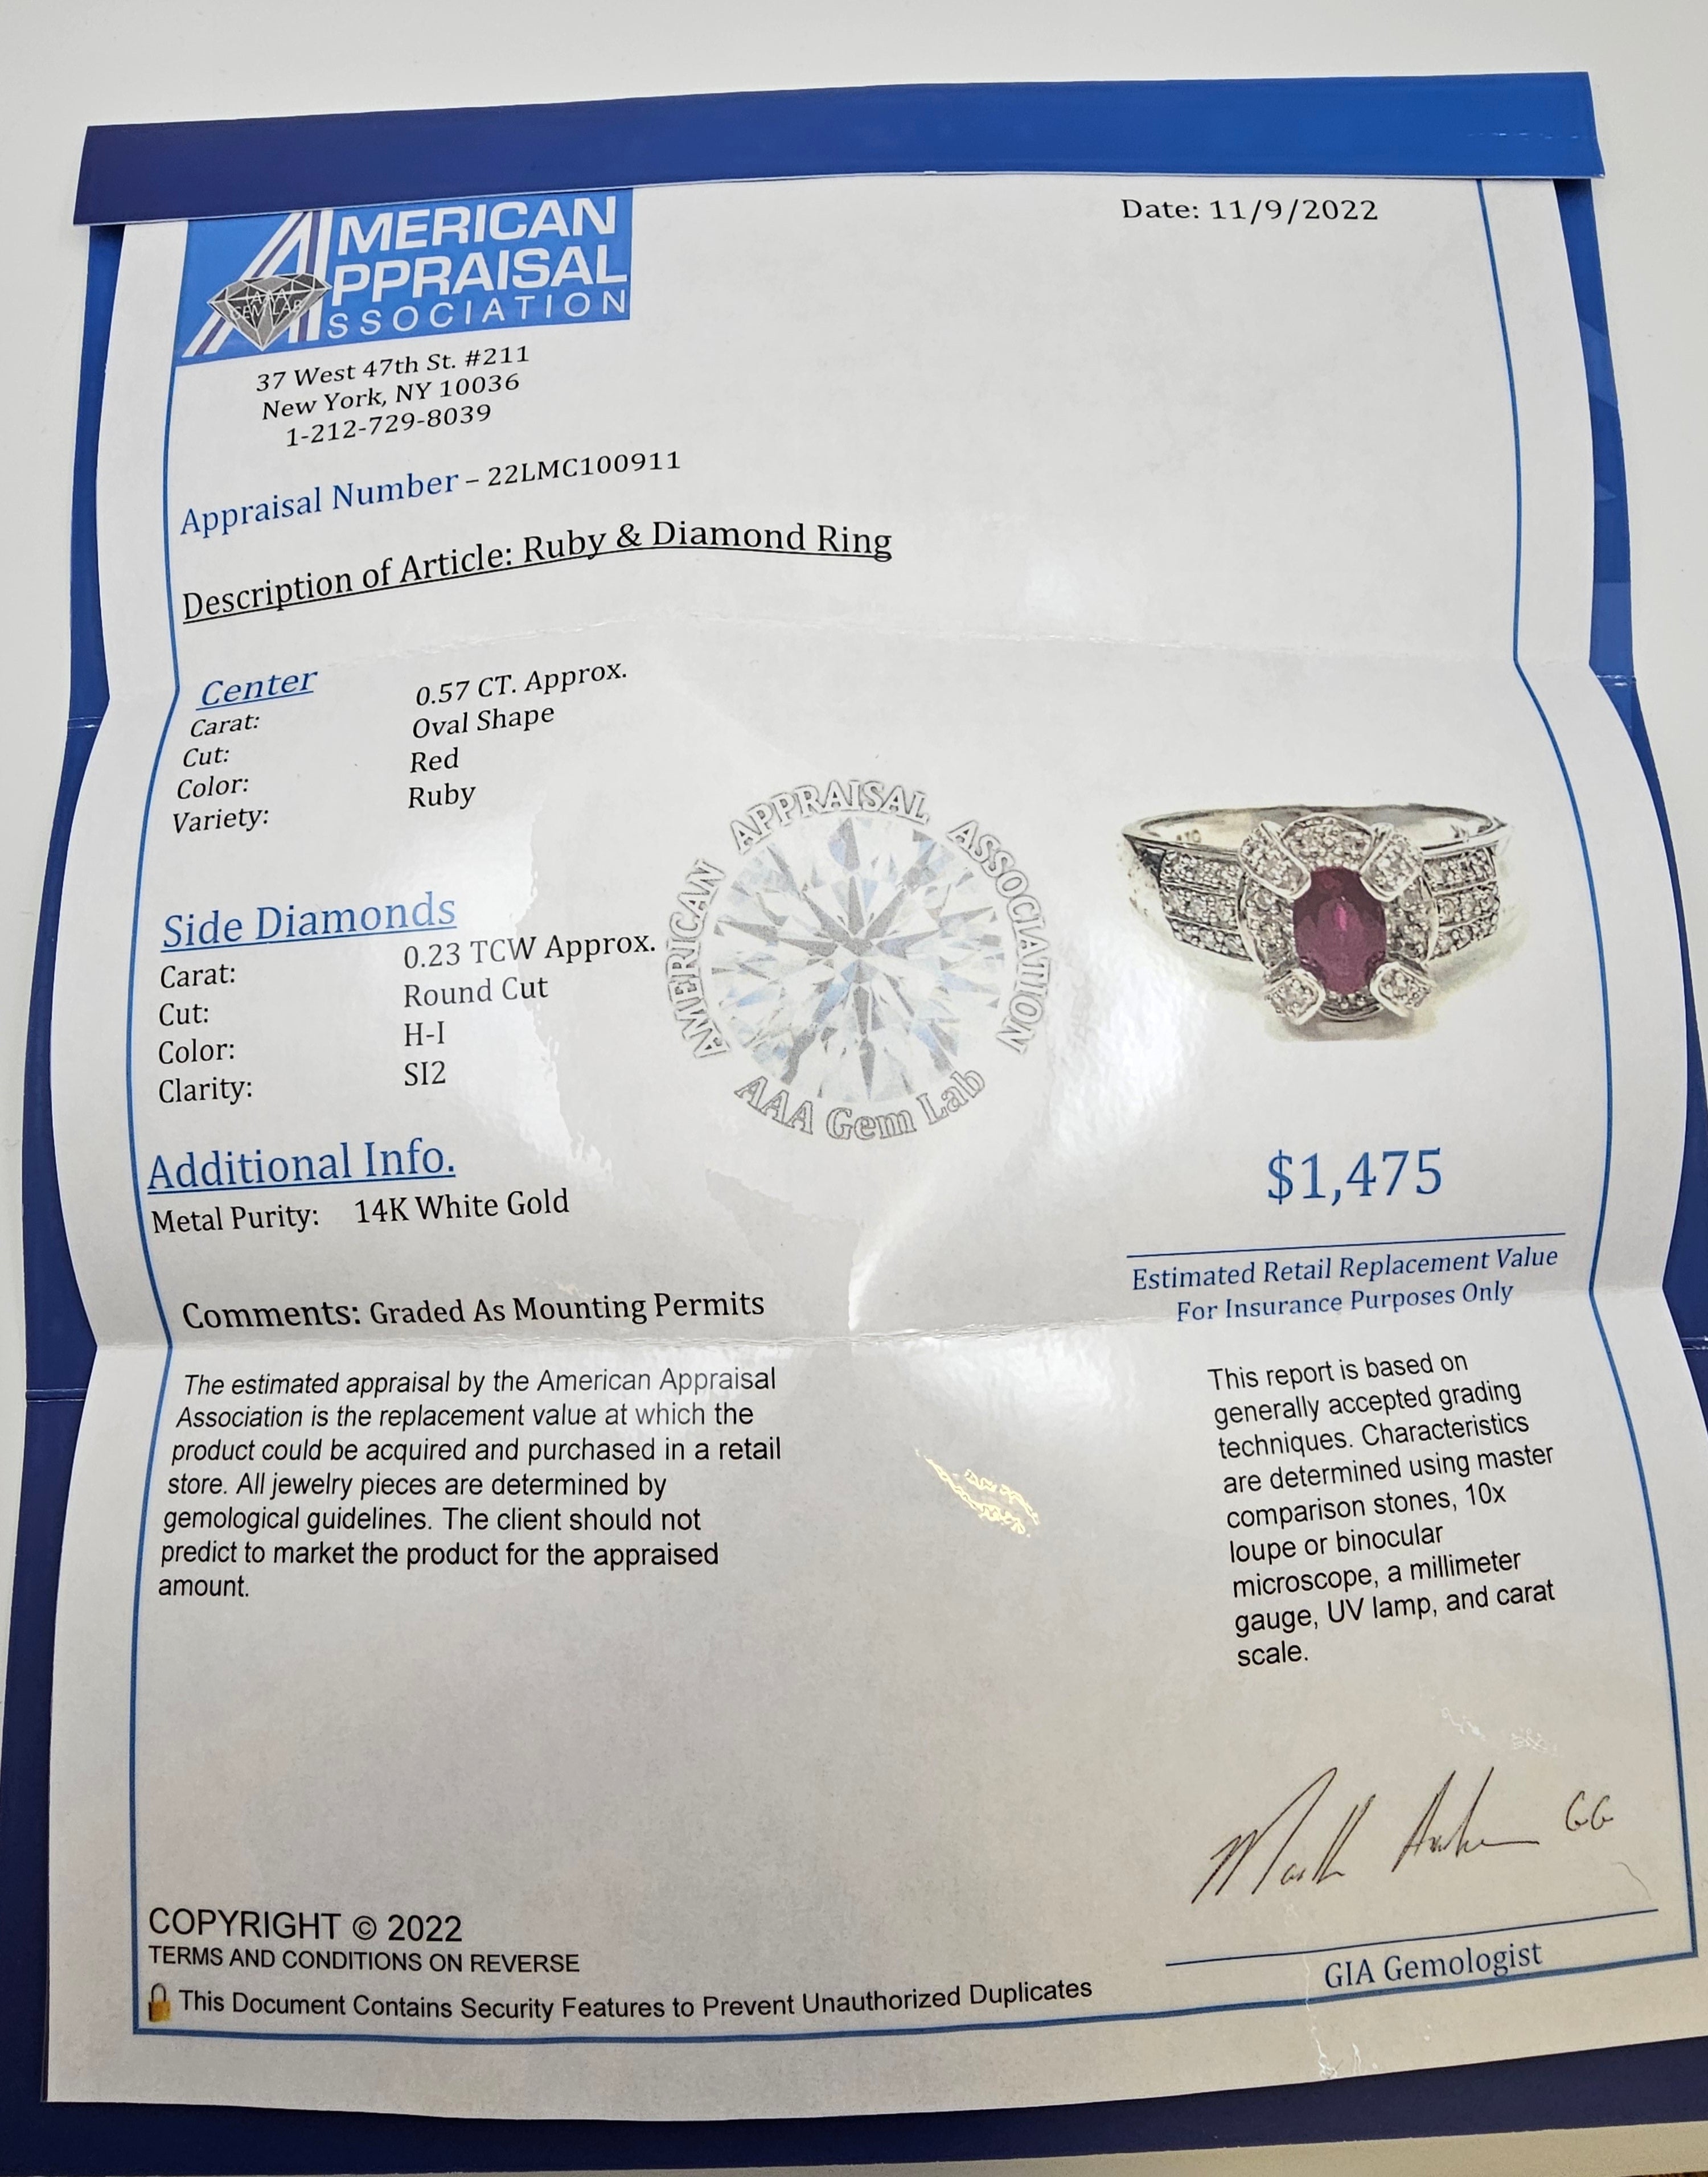 AMERICAN
APPRAISAL
ASSOCIATION
AAA
GEM LAB
Date: 11/9/2022
37 West 47th St. #211
New York, NY 10036
1-212-729-8039
Appraisal Number – 22LMC100911
Description of Article: Ruby & Diamond Ring
Center
Carat: 0.57 CT. Approx.
Cut: Oval Shape
Color: Red
Variety: Ruby
Side Diamonds
Carat: 0.23 TCW Approx.
Cut: Round Cut
Color: H-I
Clarity: SI2
AMERICAN APPRAISAL ASSOCIATION
AAA Gem Lab
Additional Info.
Metal Purity: 14K White Gold
$1,475
Estimated Retail Replacement Value
For Insurance Purposes Only
Comments: Graded As Mounting Permits
The estimated appraisal by the American Appraisal
Association is the replacement value at which the
product could be acquired and purchased in a retail
store. All jewelry pieces are determined by
gemological guidelines. The client should not
predict to market the product for the appraised
amount.
This report is based on
generally accepted grading
techniques. Characteristics
are determined using master
comparison stones, 10x
loupe or binocular
microscope, a millimeter
gauge, UV lamp, and carat
scale.
GG
GIA Gemologist
COPYRIGHT © 2022
TERMS AND CONDITIONS ON REVERSE
This Document Contains Security Features to Prevent Unauthorized Duplicates